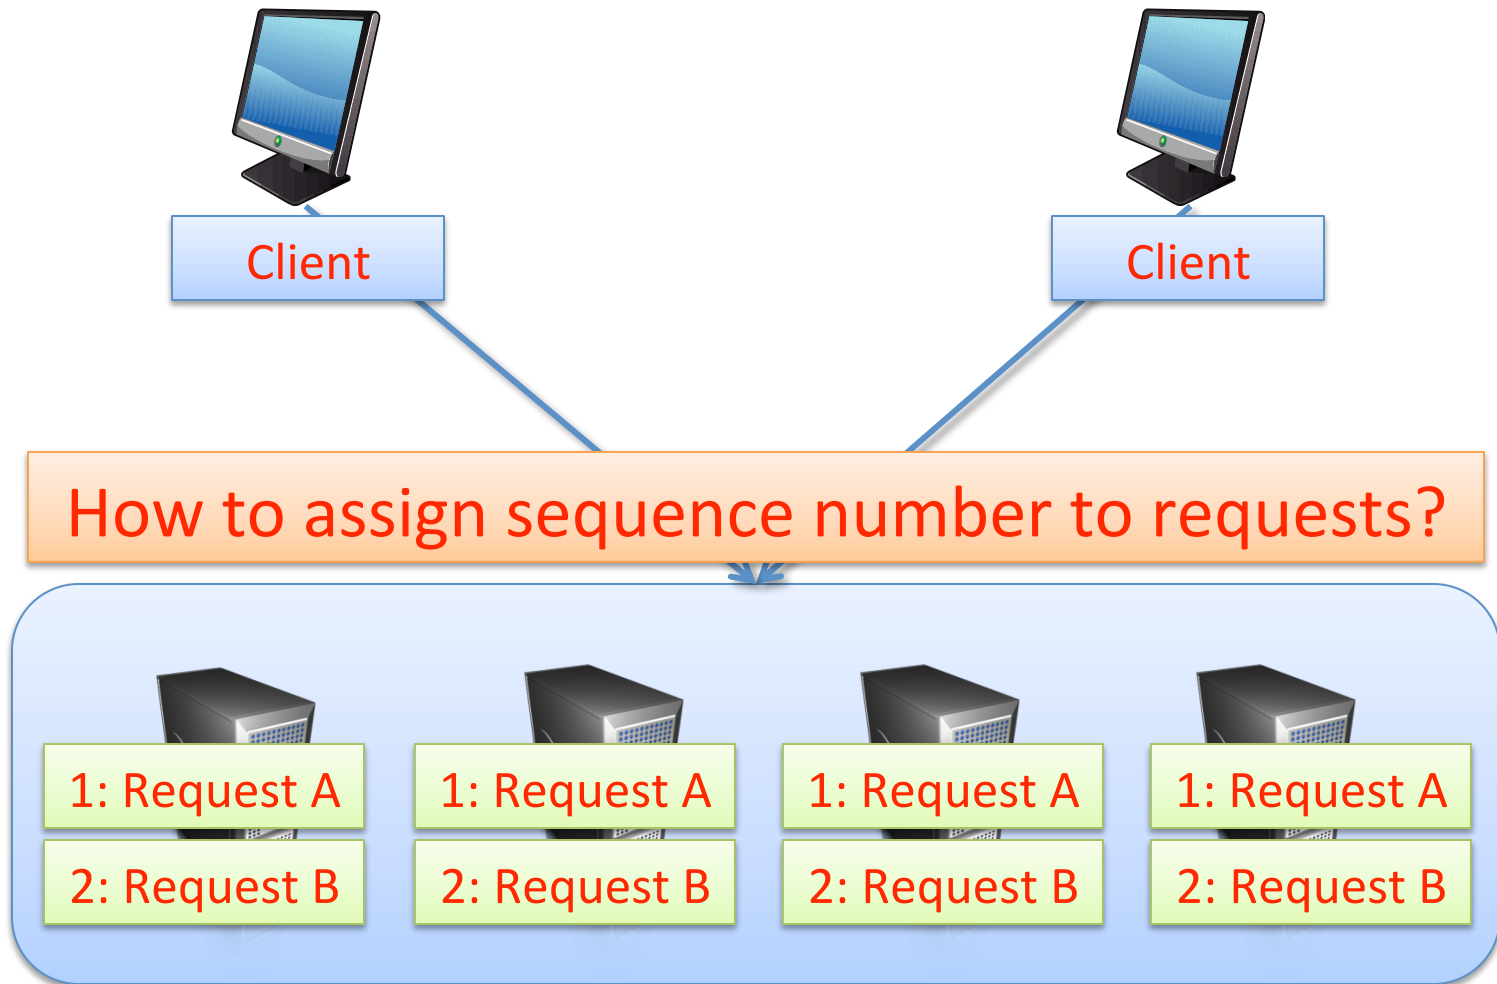 Client
Client
How to assign sequence number to requests?
1: Request A
1: Request A
1: Request A
1: Request A
2: Request B
2: Request B
2: Request B
2: Request B